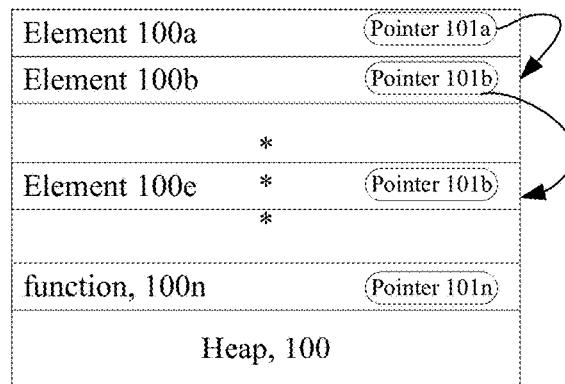 Element 100a Pointer 101a
Element 100b Pointer 101b
*
Element 100e * Pointer 101b
*
function, 100n Pointer 101n
Heap, 100